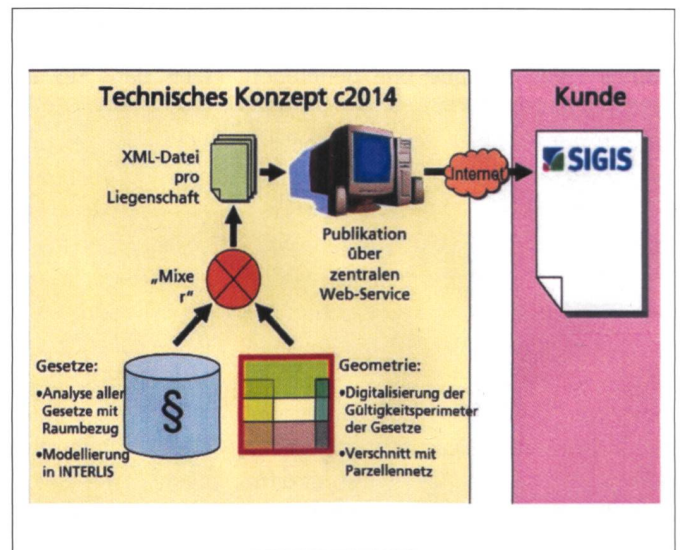 Technisches Konzept c2014
Kunde
XML-Datei
pro
Liegenschaft
Internet
SIGIS
Publikation
über
zentralen
Web-Service
„Mixe
r“
Gesetze:
•Analyse aller
Gesetze mit
Raumbezug
•Modellierung
in INTERLIS
§
Geometrie:
•Digitalisierung der
Gültigkeitsperimeter
der Gesetze
•Verschnitt mit
Parzellennetz